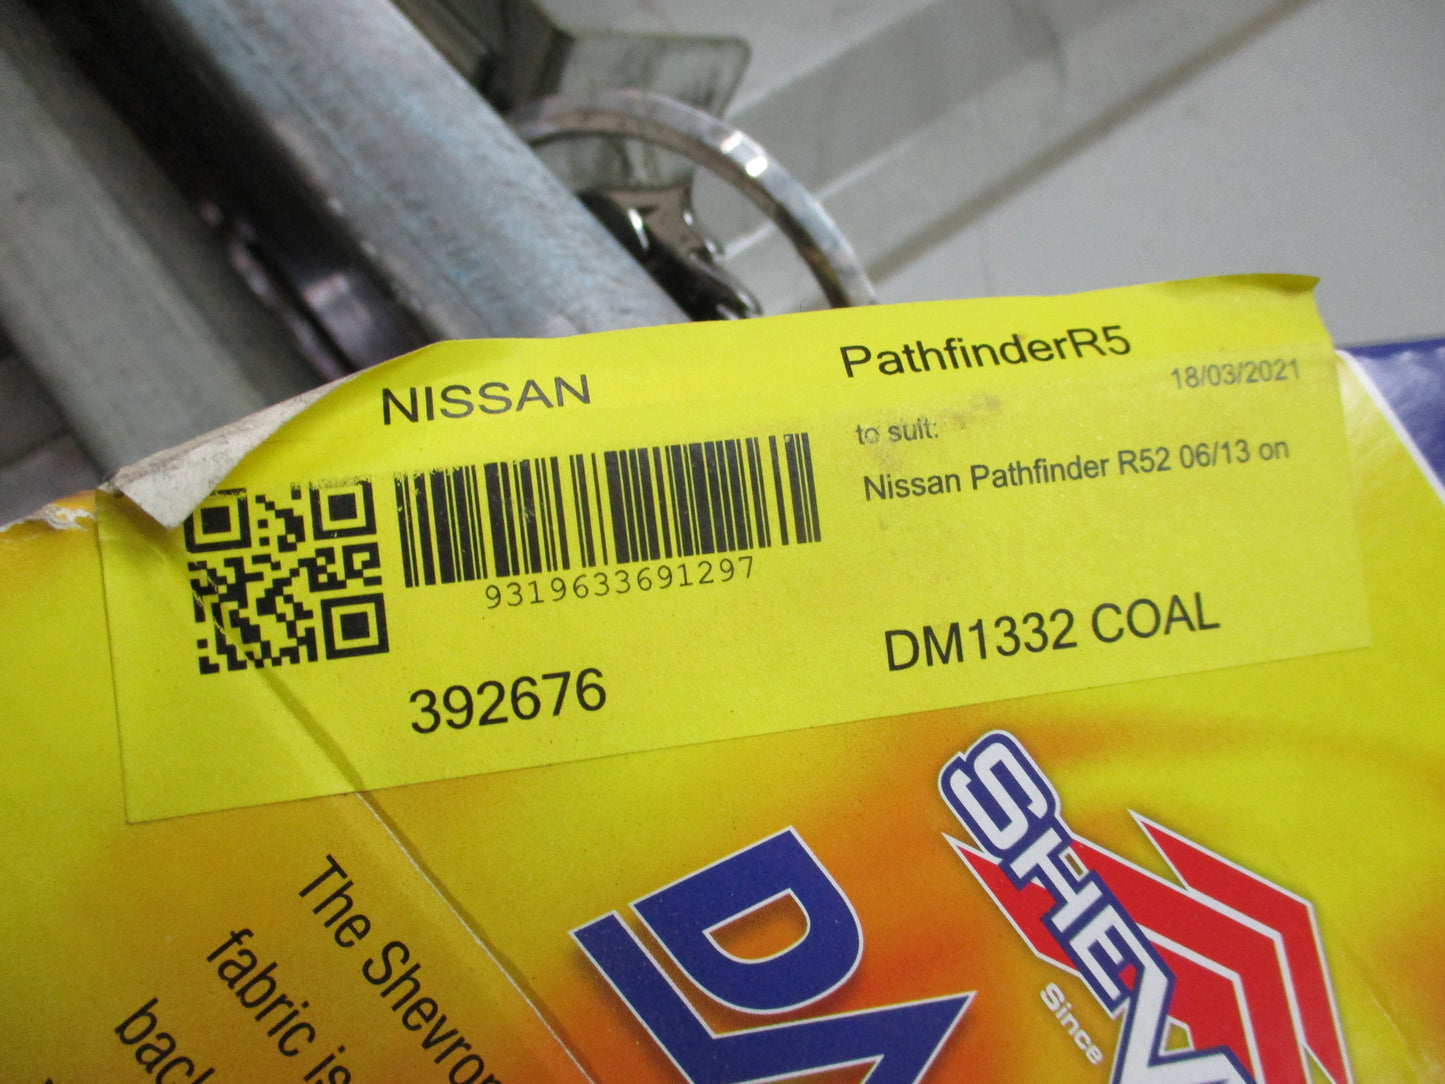 NISSAN
PathfinderR5
18/03/2021
to suit:
Nissan Pathfinder R52 06/13 on
9319633691297
392676
DM1332 COAL
The Shevron
fabric is
Since